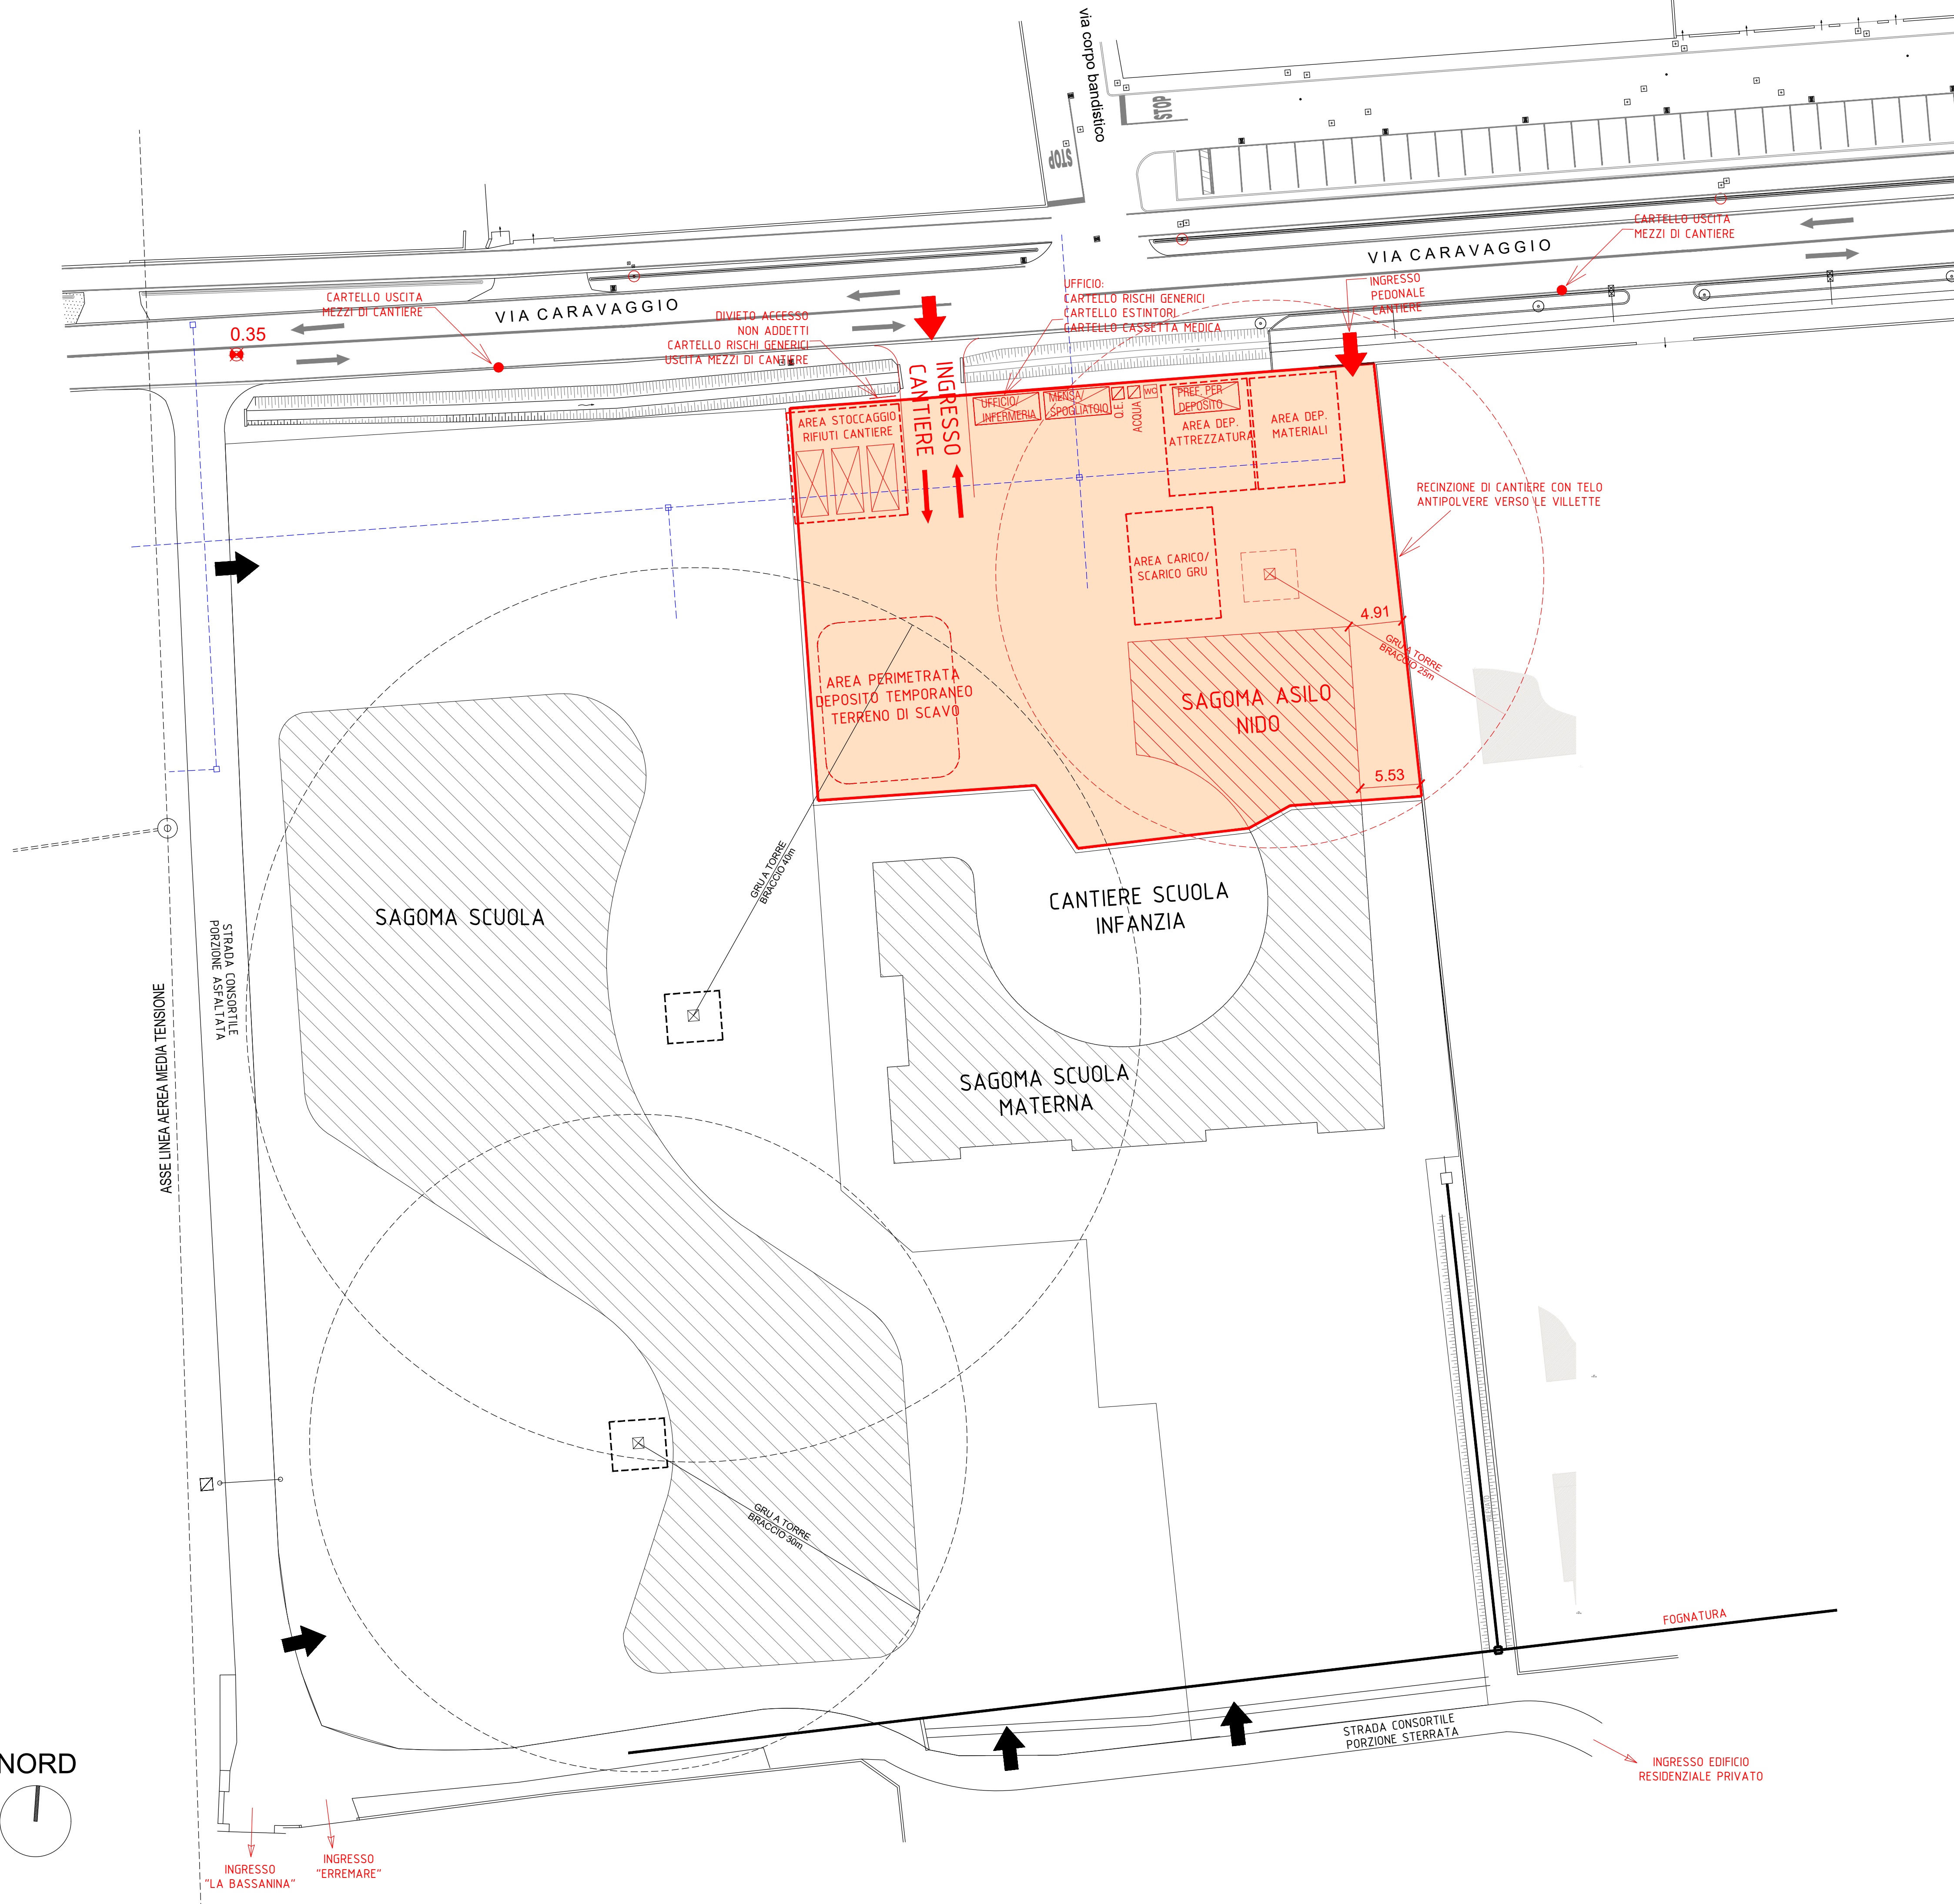 via corpo bandistico
STOP
STOP
CARTELLO USCITA
MEZZI DI CANTIERE
VIA CARAVAGGIO
INGRESSO
PEDONALE
CANTIERE
UFFICIO:
CARTELLO RISCHI GENERICI
CARTELLO ESTINTORI
CARTELLO CASSETTA MEDICA
CARTELLO USCITA
MEZZI DI CANTIERE
VIA CARAVAGGIO
0.35
DIVIETO ACCESSO
NON ADDETTI
CARTELLO RISCHI GENERICI
USCITA MEZZI DI CANTIERE
INGRESSO
CANTIERE
AREA STOCCAGGIO
RIFIUTI CANTIERE
UFFICIO/
INFERMERIA
MENSA/
SPOGLIATOIO
Q.E.
ACQUA
WC
PREF. PER
DEPOSITO
AREA DEP.
ATTREZZATURA
AREA DEP.
MATERIALI
RECINZIONE DI CANTIERE CON TELO
ANTIPOLVERE VERSO LE VILLETTE
AREA CARICO/
SCARICO GRU
4.91
GRU A TORRE
BRACCIO 25m
AREA PERIMETRATA
DEPOSITO TEMPORANEO
TERRENO DI SCAVO
SAGOMA ASILO
NIDO
5.53
GRU A TORRE
BRACCIO 40m
CANTIERE SCUOLA
INFANZIA
SAGOMA SCUOLA
STRADA CONSORTILE
PORZIONE ASFALTATA
ASSE LINEA AEREA MEDIA TENSIONE
SAGOMA SCUOLA
MATERNA
GRU A TORRE
BRACCIO 30m
FOGNATURA
STRADA CONSORTILE
PORZIONE STERRATA
INGRESSO EDIFICIO
RESIDENZIALE PRIVATO
NORD
INGRESSO
"LA BASSANINA"
INGRESSO
"ERREMARE"